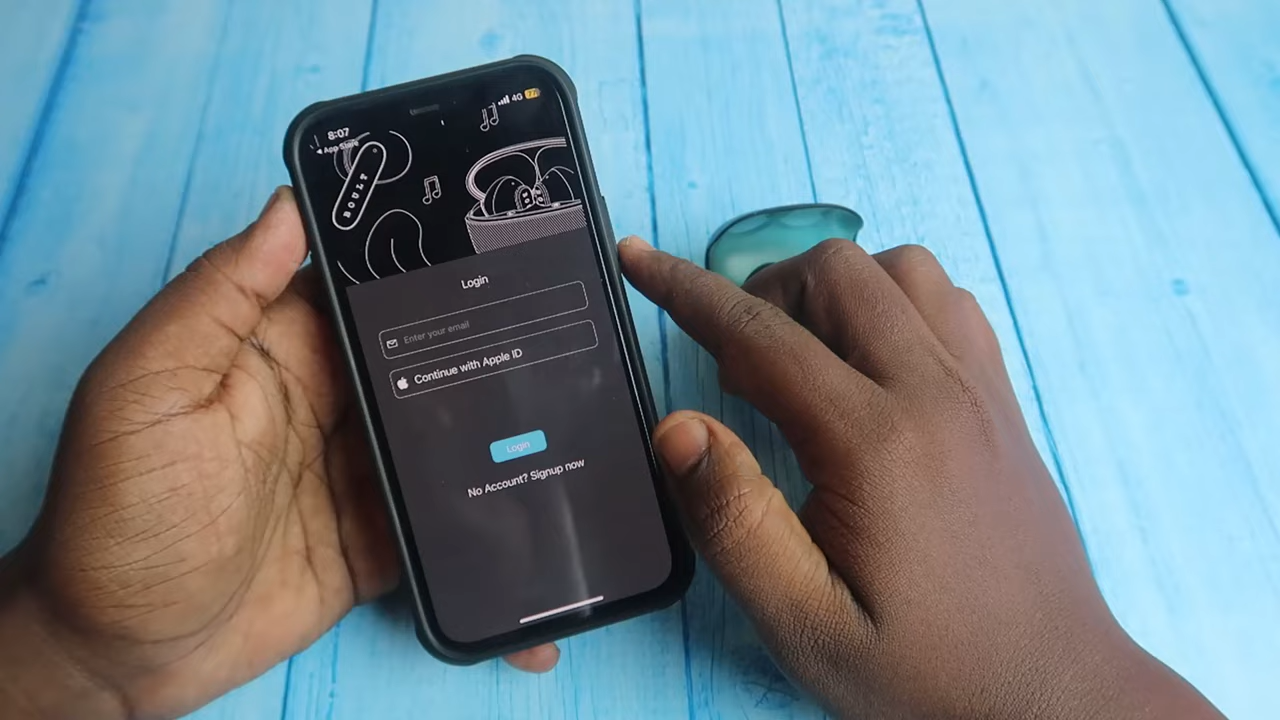 8:07
4G 77
◀ App Store
BOULT
Login
Enter your email
Continue with Apple ID
Login
No Account? Signup now